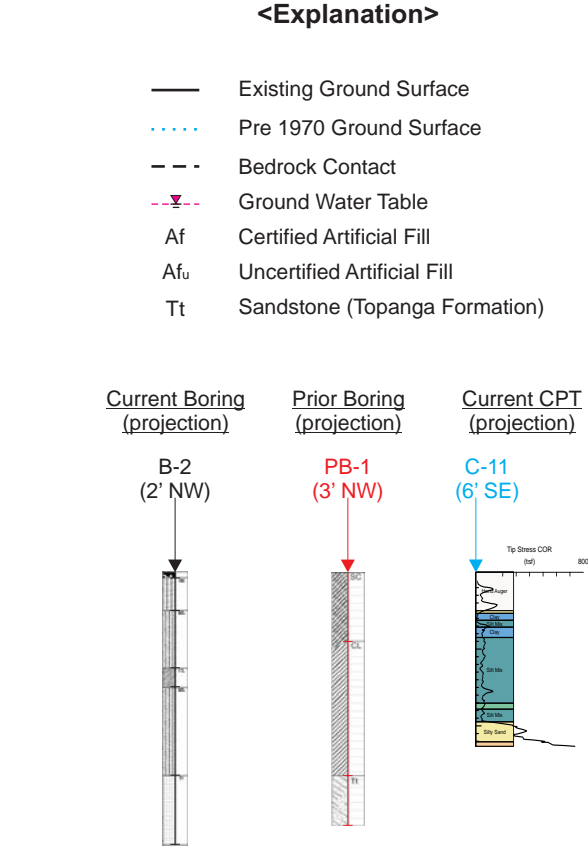 <Explanation>
Existing Ground Surface
Pre 1970 Ground Surface
Bedrock Contact
Ground Water Table
Af Certified Artificial Fill
Afu Uncertified Artificial Fill
Tt Sandstone (Topanga Formation)
Current Boring
(projection)
Prior Boring
(projection)
Current CPT
(projection)
B-2
(2’ NW)
PB-1
(3’ NW)
C-11
(6’ SE)
Tip Stress COR
(tsf) 800
SC
CL
Tt
Hand Auger
Clay
Silt Mix
Clay
Silt Mix
Silt Mix
Silty Sand